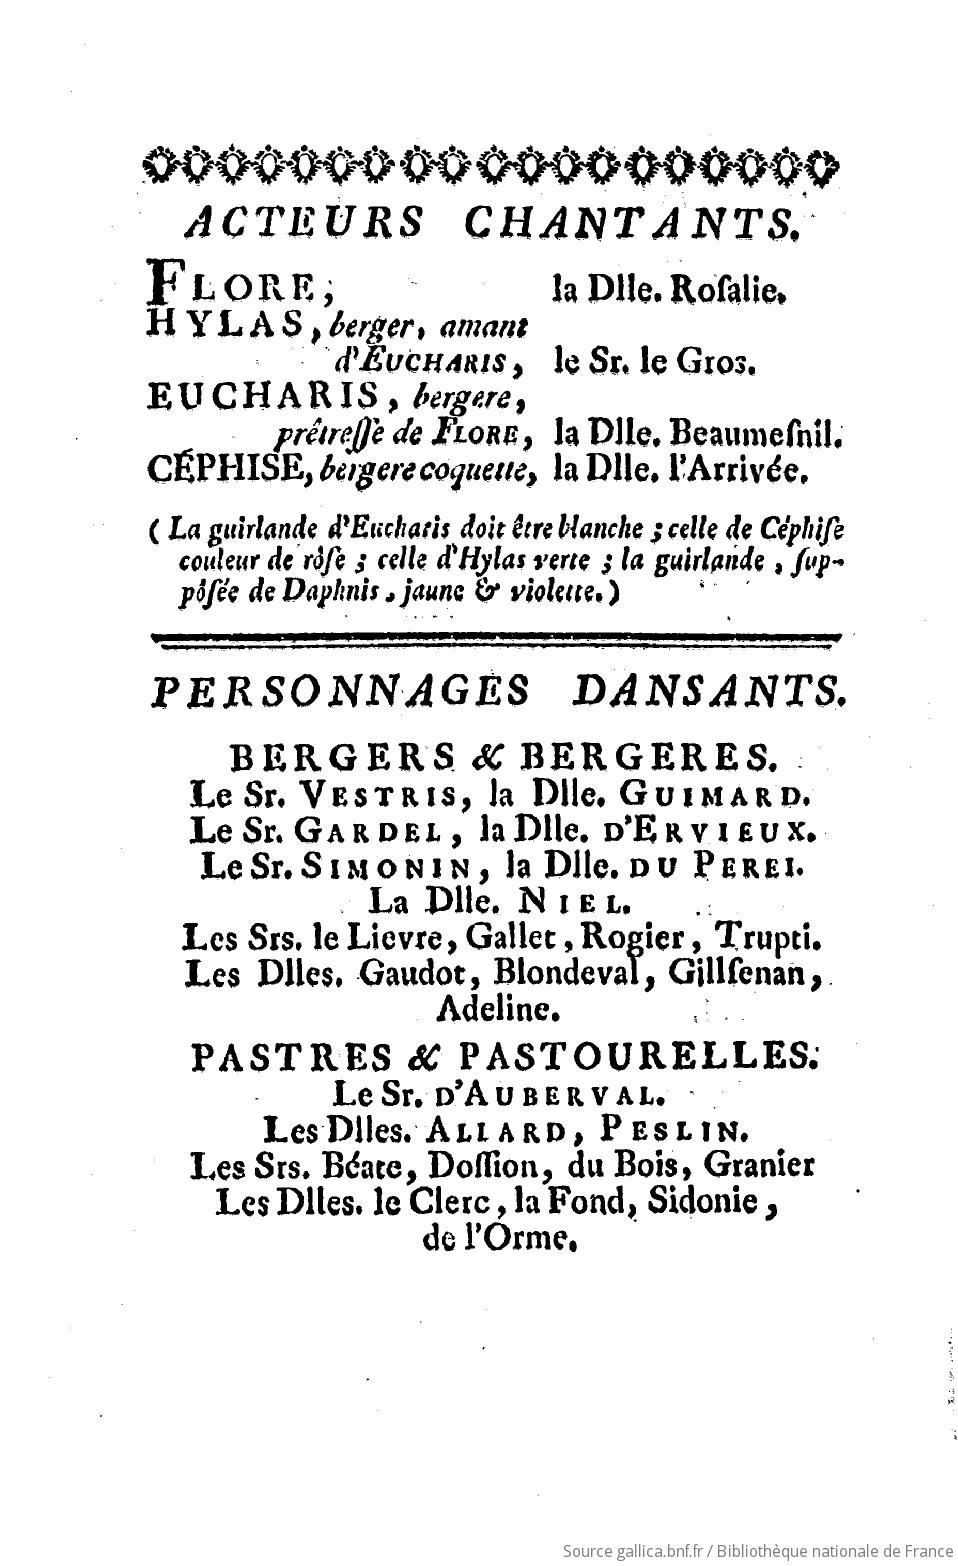 ACTEURS CHANTANTS.
FLORE, la Dlle. Roſalie.
HYLAS, berger, amant
d'EUCHARIS, le Sr. le Gros.
EUCHARIS, bergere,
prêtreſſe de FLORE, la Dlle. Beaumeſnil.
CÉPHISE, bergere coquette, la Dlle. l'Arrivée.
( La guirlande d'Eucharis doit être blanche ; celle de Céphiſe
couleur de rôſe ; celle d'Hylas verte ; la guirlande , ſup-
pôſée de Daphnis , jaune & violette. )
PERSONNAGES DANSANTS.
BERGERS & BERGERES.
Le Sr. VESTRIS, la Dlle. GUIMARD.
Le Sr. GARDEL, la Dlle. D'ERVIEUX.
Le Sr. SIMONIN, la Dlle. DU PEREI.
La Dlle. NIEL.
Les Srs. le Lievre, Gallet, Rogier, Trupti.
Les Dlles. Gaudot, Blondeval, Gillſenan,
Adeline.
PASTRES & PASTOURELLES.
Le Sr. D'AUBERVAL.
Les Dlles. ALLARD, PESLIN.
Les Srs. Béate, Doſſion, du Bois, Granier
Les Dlles. le Clerc, la Fond, Sidonie,
de l'Orme.
Source gallica.bnf.fr / Bibliothèque nationale de France